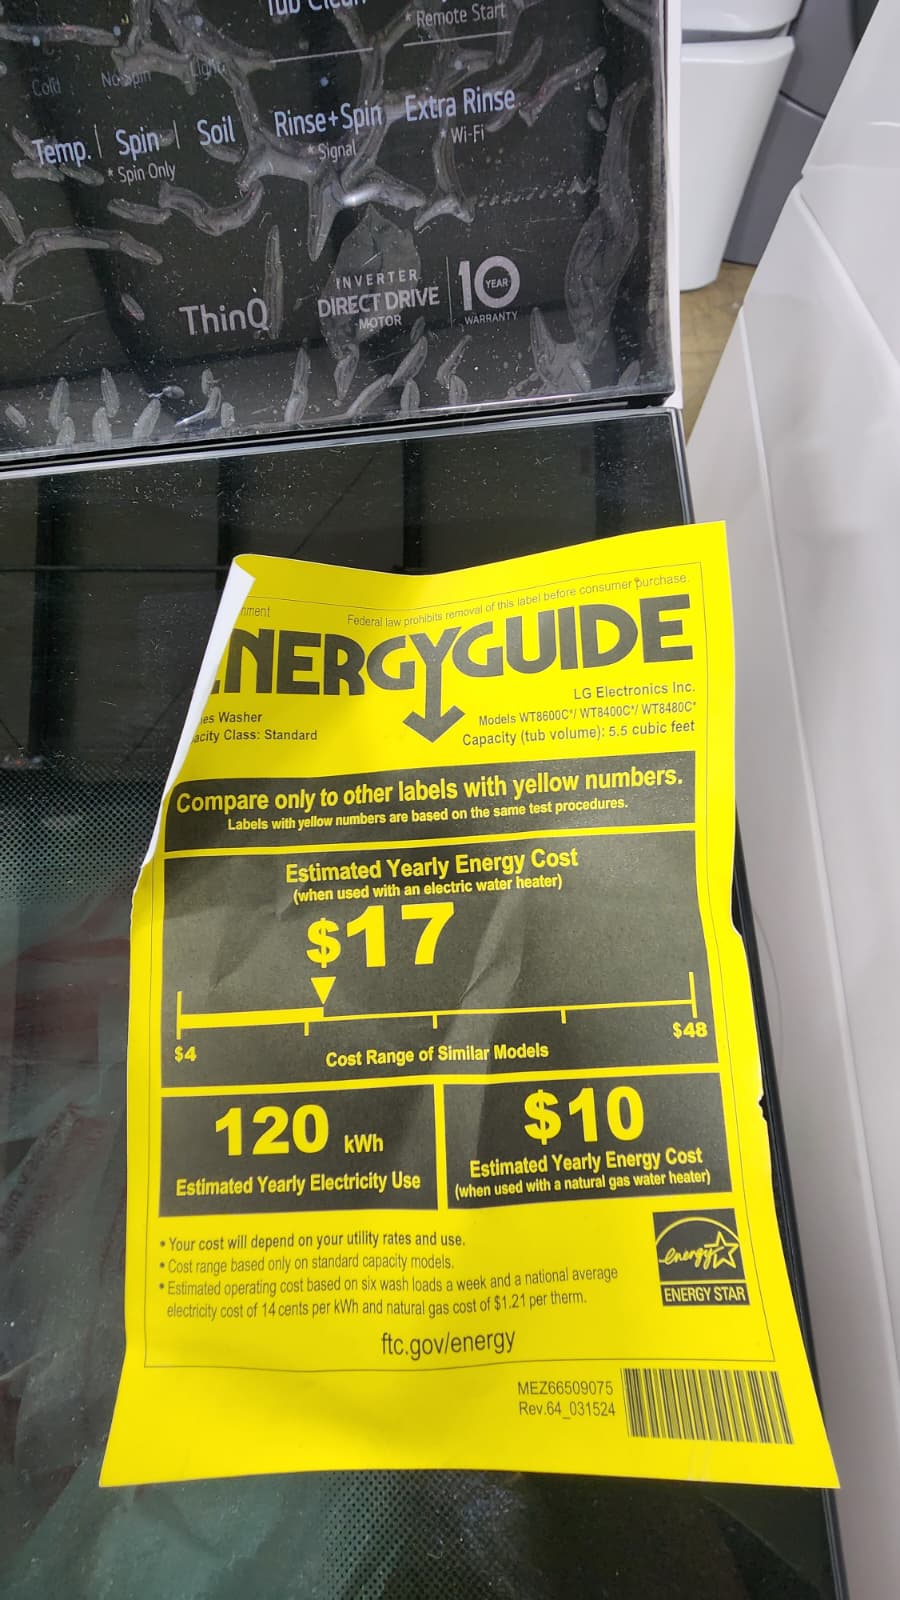 Tub Clean
* Remote Start
Cold No Spin Light
Temp. Spin Soil Rinse+Spin Extra Rinse
* Spin Only * Signal * Wi-Fi
ThinQ
INVERTER
DIRECT DRIVE
MOTOR
10
YEAR
WARRANTY
nment
Federal law prohibits removal of this label before consumer purchase.
NERGYGUIDE
es Washer
acity Class: Standard
LG Electronics Inc.
Models WT8600C*/ WT8400C*/ WT8480C*
Capacity (tub volume): 5.5 cubic feet
Compare only to other labels with yellow numbers.
Labels with yellow numbers are based on the same test procedures.
Estimated Yearly Energy Cost
(when used with an electric water heater)
$17
$4
$48
Cost Range of Similar Models
120 kWh
Estimated Yearly Electricity Use
$10
Estimated Yearly Energy Cost
(when used with a natural gas water heater)
• Your cost will depend on your utility rates and use.
• Cost range based only on standard capacity models.
• Estimated operating cost based on six wash loads a week and a national average
electricity cost of 14 cents per kWh and natural gas cost of $1.21 per therm.
energy
ENERGY STAR
ftc.gov/energy
MEZ66509075
Rev.64_031524